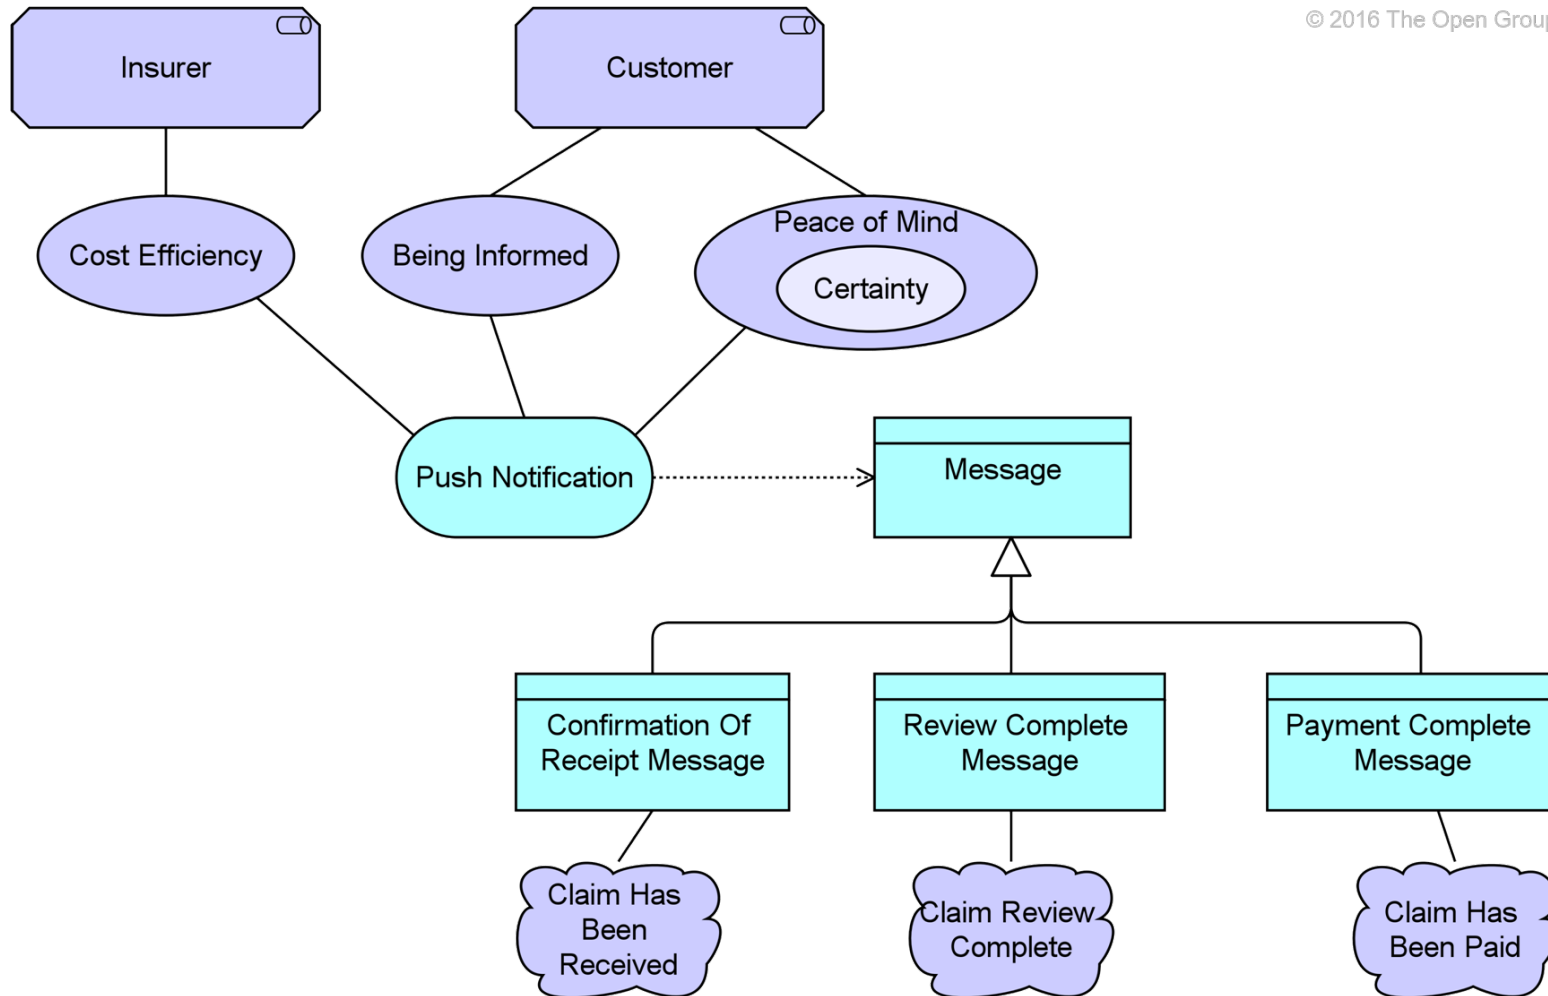 © 2016 The Open Group
Insurer
Customer
Cost Efficiency
Being Informed
Peace of Mind
Certainty
Push Notification
Message
Confirmation Of
Receipt Message
Review Complete
Message
Payment Complete
Message
Claim Has
Been
Received
Claim Review
Complete
Claim Has
Been Paid